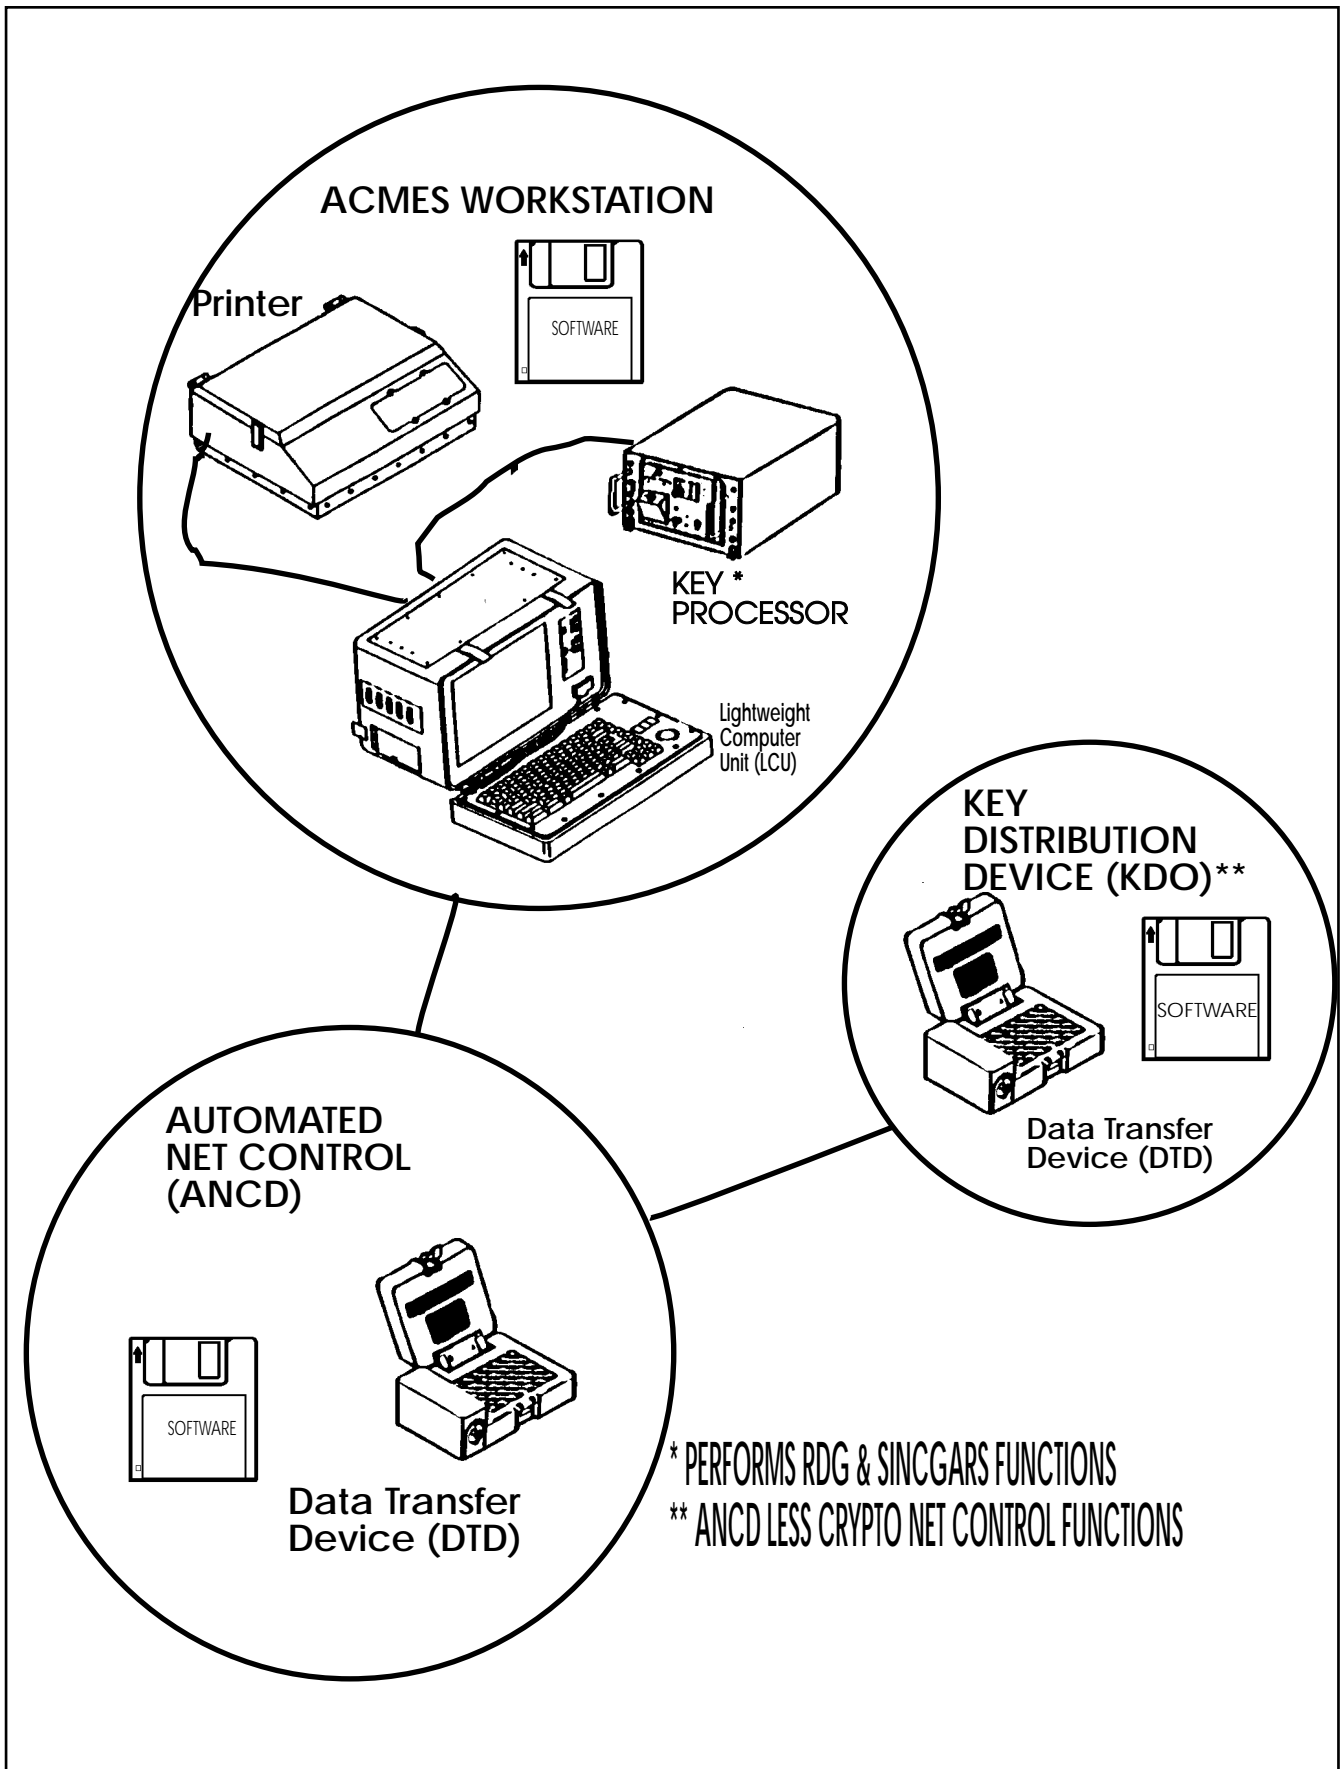 ACMES WORKSTATION
Printer
SOFTWARE
KEY *
PROCESSOR
Lightweight
Computer
Unit (LCU)
KEY
DISTRIBUTION
DEVICE (KDO)**
SOFTWARE
Data Transfer
Device (DTD)
AUTOMATED
NET CONTROL
(ANCD)
SOFTWARE
Data Transfer
Device (DTD)
* PERFORMS RDG & SINCGARS FUNCTIONS
** ANCD LESS CRYPTO NET CONTROL FUNCTIONS